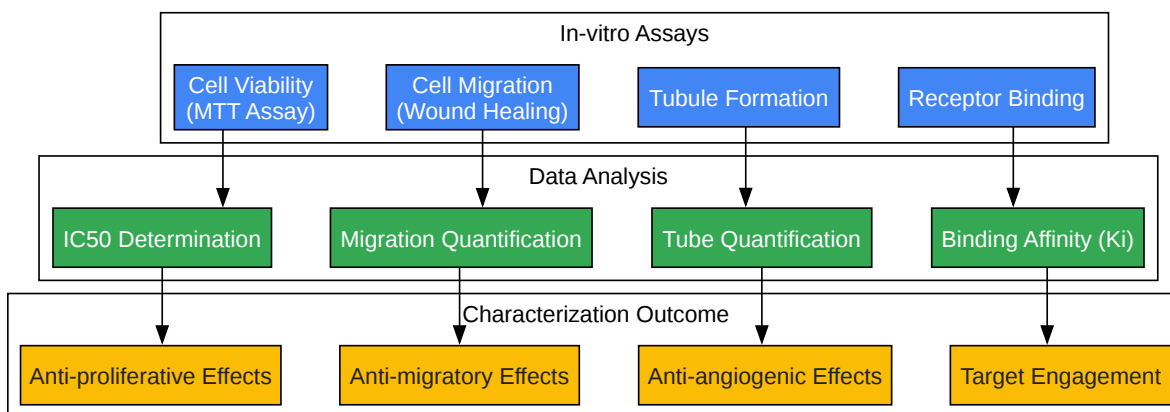 In-vitro Assays
Cell Viability
(MTT Assay)
Cell Migration
(Wound Healing)
Tubule Formation
Receptor Binding
Data Analysis
IC50 Determination
Migration Quantification
Tube Quantification
Binding Affinity (Ki)
Characterization Outcome
Anti-proliferative Effects
Anti-migratory Effects
Anti-angiogenic Effects
Target Engagement